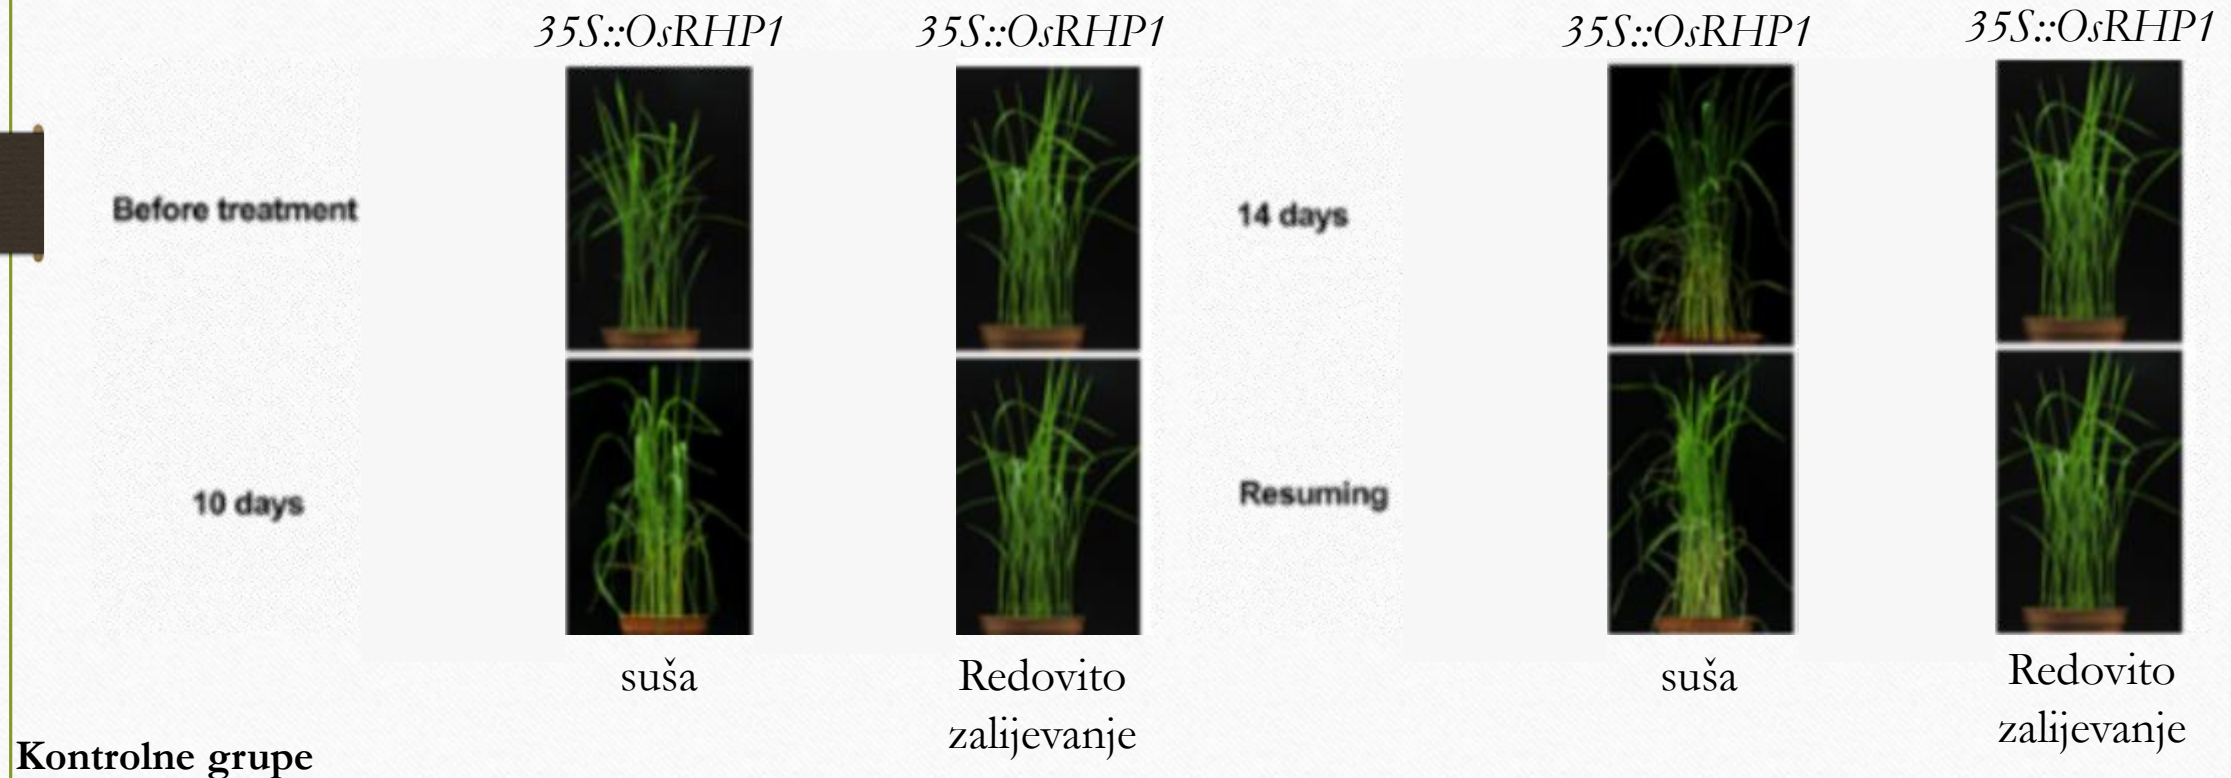 35S::OsRHP1
35S::OsRHP1
35S::OsRHP1
35S::OsRHP1
Before treatment
14 days
10 days
Resuming
suša
Redovito
zalijevanje
suša
Redovito
zalijevanje
Kontrolne grupe